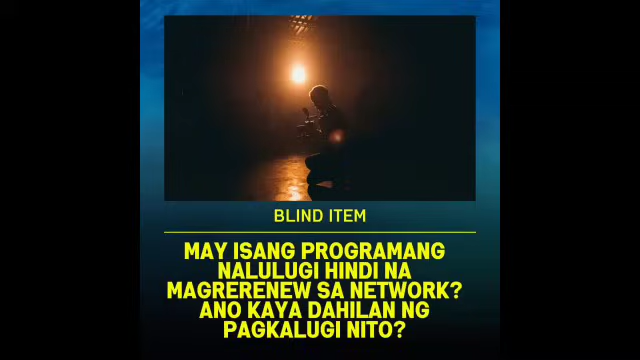 BLIND ITEM
MAY ISANG PROGRAMANG
NALULUGI HINDI NA
MAGRERENEW SA NETWORK?
ANO KAYA DAHILAN NG
PAGKALUGI NITO?